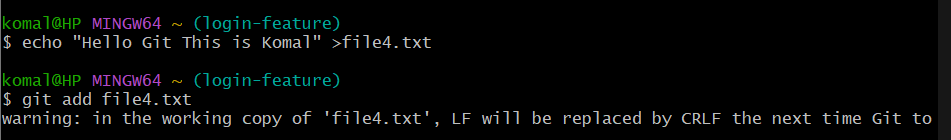 komal@HP MINGW64 ~ (login-feature)
$ echo "Hello Git This is Komal" >file4.txt
komal@HP MINGW64 ~ (login-feature)
$ git add file4.txt
warning: in the working copy of 'file4.txt', LF will be replaced by CRLF the next time Git to